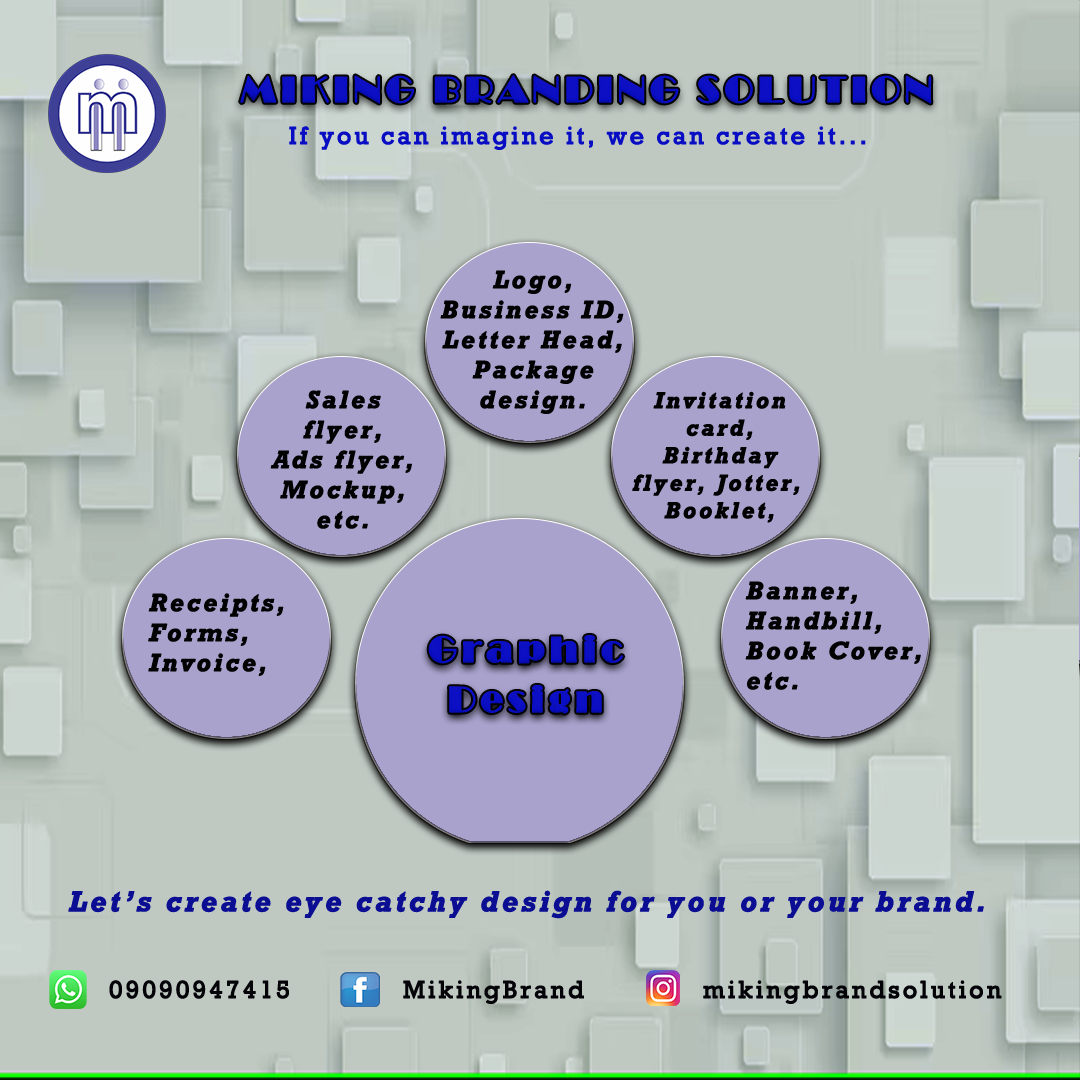 MIKING BRANDING SOLUTION
If you can imagine it, we can create it...
Logo,
Business ID,
Letter Head,
Package
design.
Sales
flyer,
Ads flyer,
Mockup,
etc.
Invitation
card,
Birthday
flyer, Jotter,
Booklet,
Receipts,
Forms,
Invoice,
Graphic
Design
Banner,
Handbill,
Book Cover,
etc.
Let’s create eye catchy design for you or your brand.
09090947415 MikingBrand mikingbrandsolution